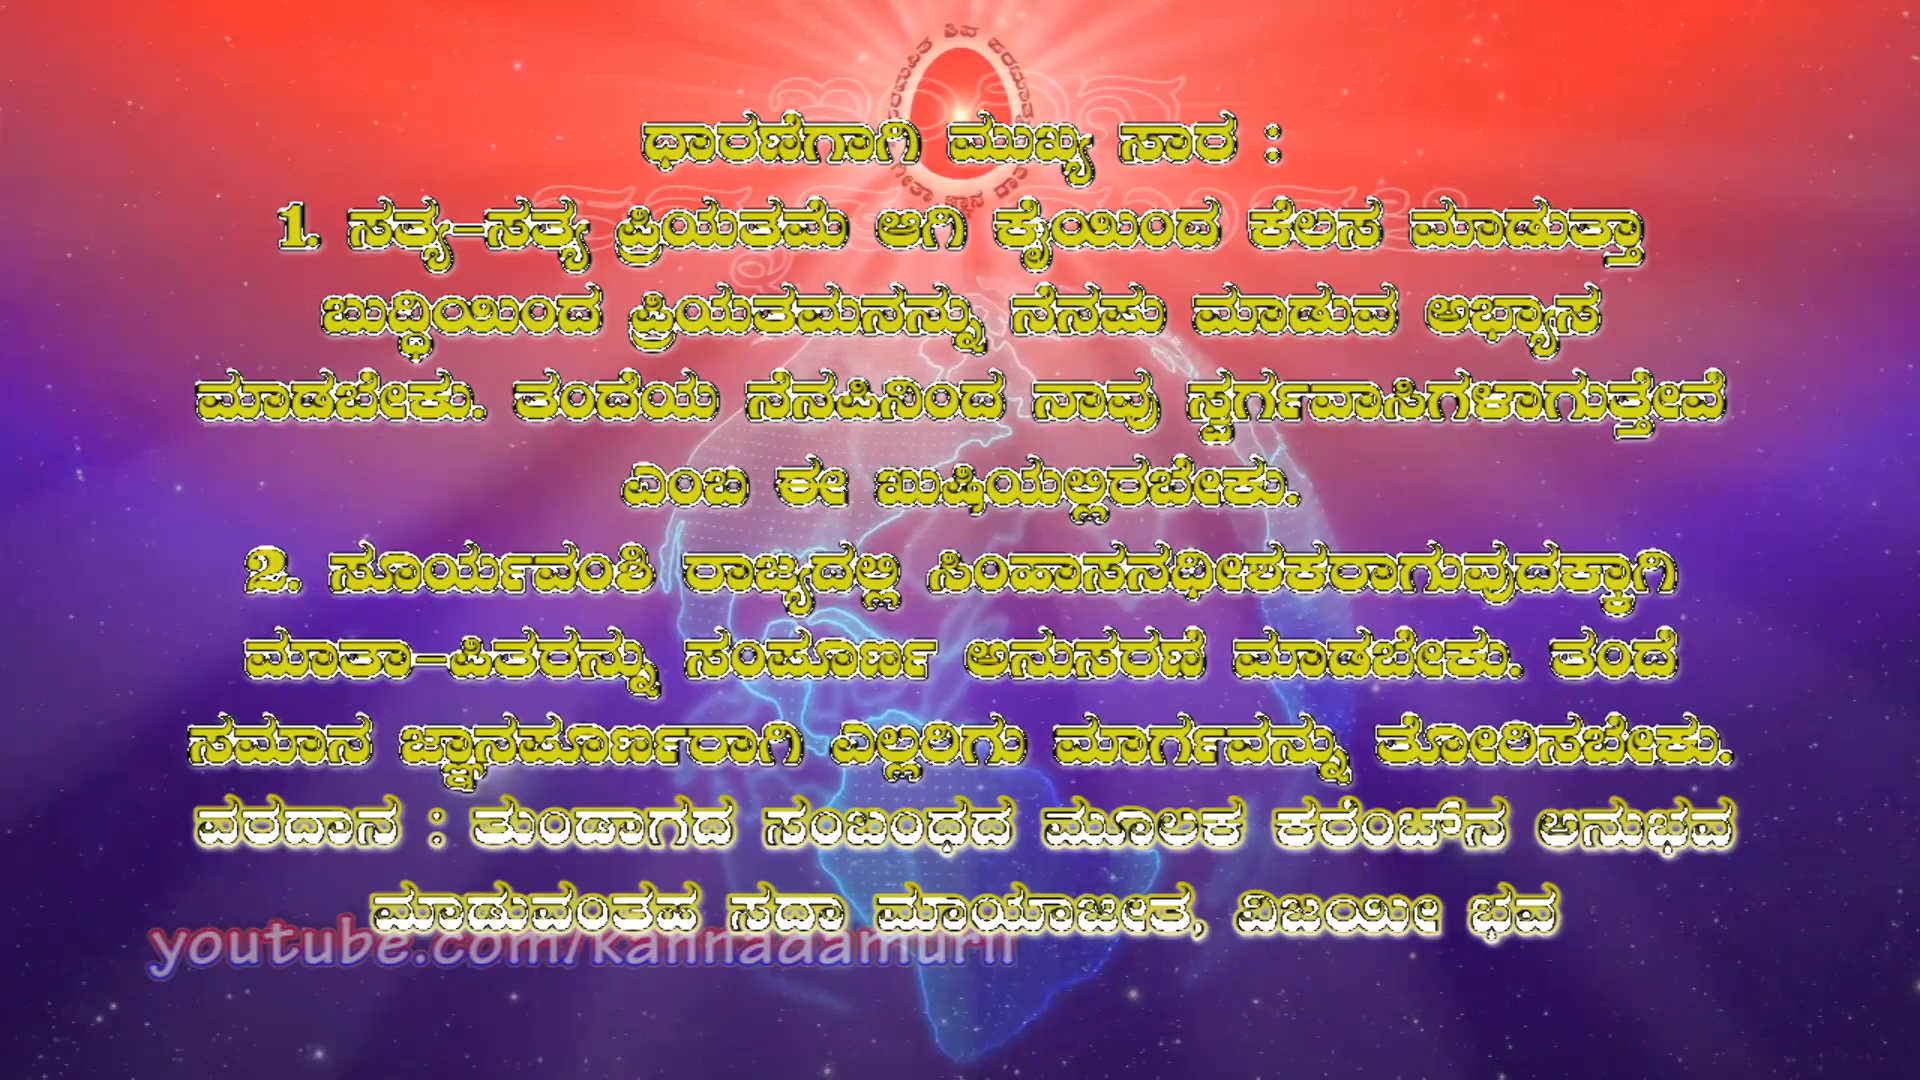 ಧಾರಣೆಗಾಗಿ ಮುಖ್ಯ ಸಾರ :
1. ಸತ್ಯ-ಸತ್ಯ ಪ್ರಿಯತಮೆ ಆಗಿ ಕೈಯಿಂದ ಕೆಲಸ ಮಾಡುತ್ತಾ
ಬುದ್ಧಿಯಿಂದ ಪ್ರಿಯತಮನನ್ನು ನೆನಪು ಮಾಡುವ ಅಭ್ಯಾಸ
ಮಾಡಬೇಕು. ತಂದೆಯ ನೆನಪಿನಿಂದ ನಾವು ಸ್ವರ್ಗವಾಸಿಗಳಾಗುತ್ತೇವೆ
ಎಂಬ ಈ ಖುಷಿಯಲ್ಲಿರಬೇಕು.
2. ಸೂರ್ಯವಂಶಿ ರಾಜ್ಯದಲ್ಲಿ ಸಿಂಹಾಸನಧೀಶಕರಾಗುವುದಕ್ಕಾಗಿ
ಮಾತಾ-ಪಿತರನ್ನು ಸಂಪೂರ್ಣ ಅನುಸರಣೆ ಮಾಡಬೇಕು. ತಂದೆ
ಸಮಾನ ಜ್ಞಾನಪೂರ್ಣರಾಗಿ ಎಲ್ಲರಿಗು ಮಾರ್ಗವನ್ನು ತೋರಿಸಬೇಕು.
ವರದಾನ : ತುಂಡಾಗದ ಸಂಬಂಧದ ಮೂಲಕ ಕರೆಂಟ್‌ನ ಅನುಭವ
ಮಾಡುವಂತಹ ಸದಾ ಮಾಯಾಜೀತ, ವಿಜಯೀ ಭವ
youtube.com/kannadamurli